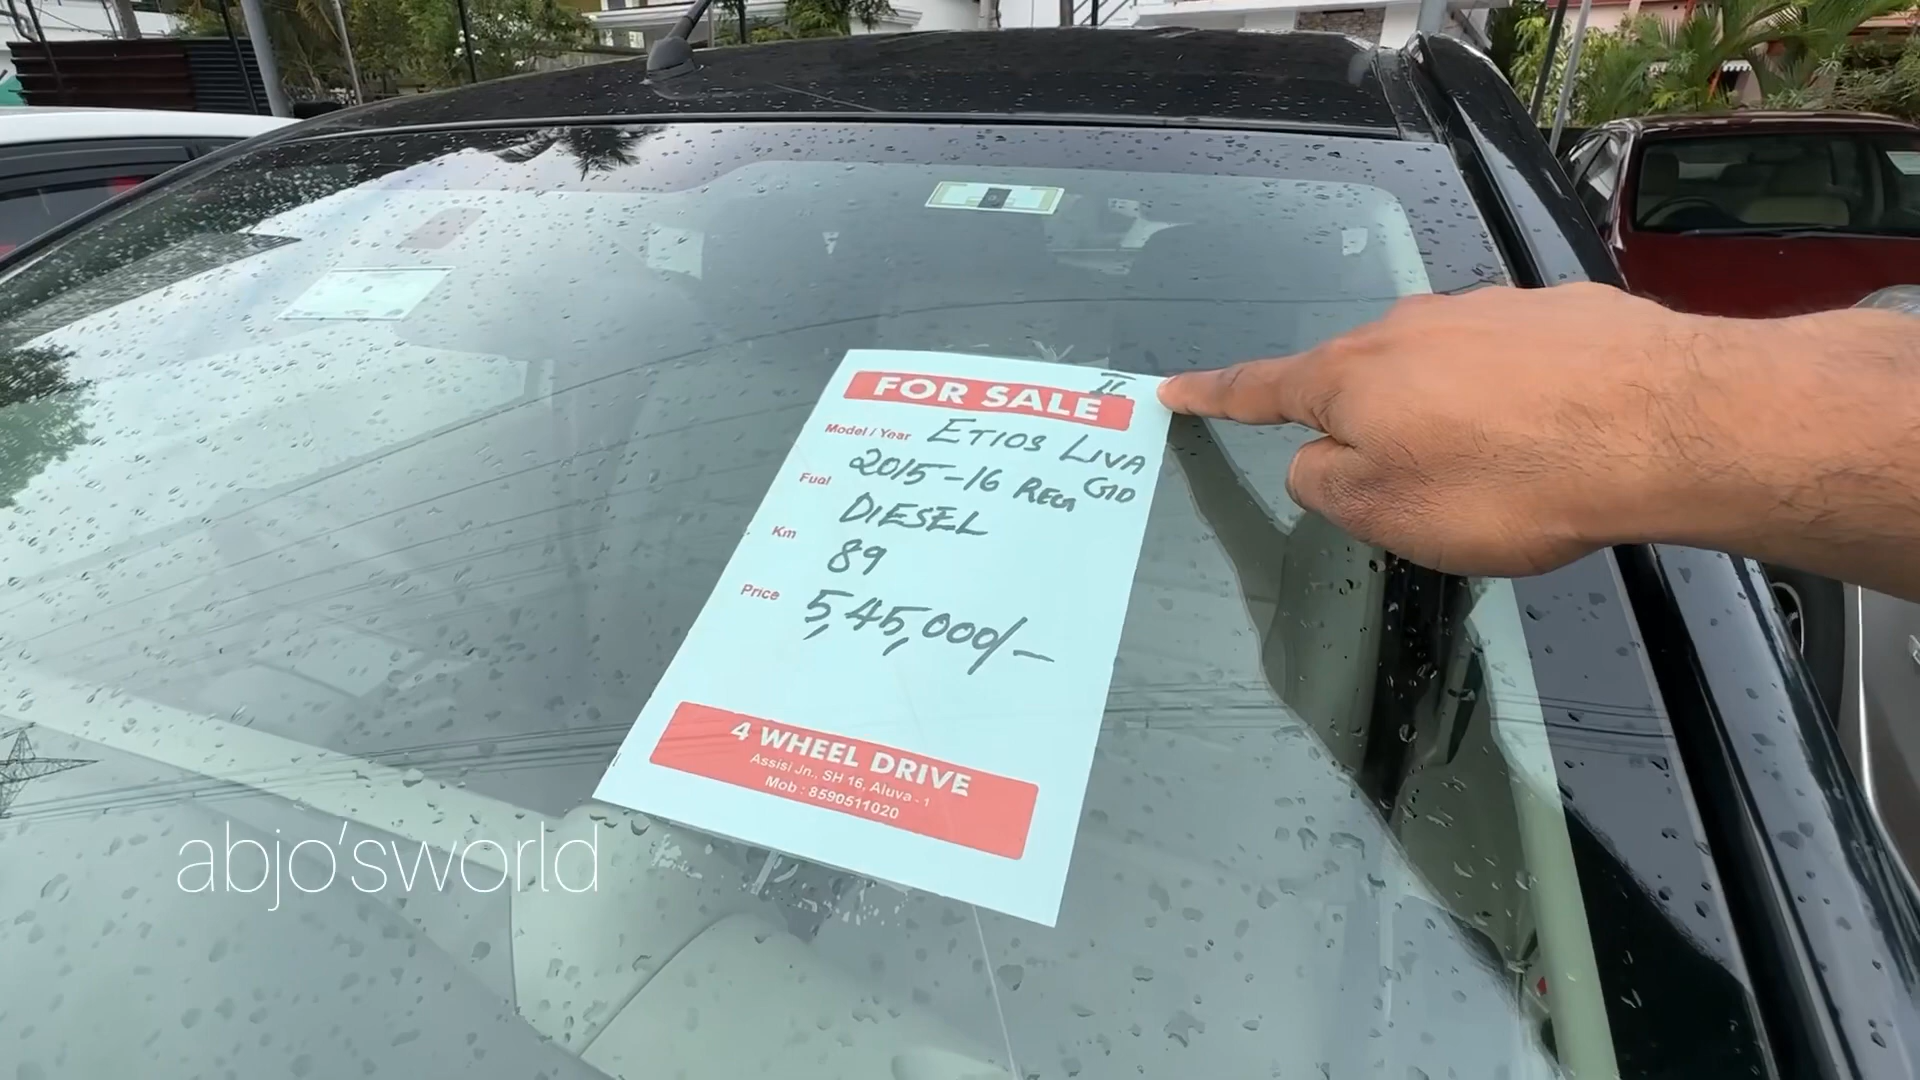 II
FOR SALE
Model / Year ETIOS LIVA
2015-16 REG GD
Fual DIESEL
Km 89
Price 5,45,000/-
4 WHEEL DRIVE
Assisi Jn., SH 16, Aluva - 1
Mob : 8590511020
abjo'sworld